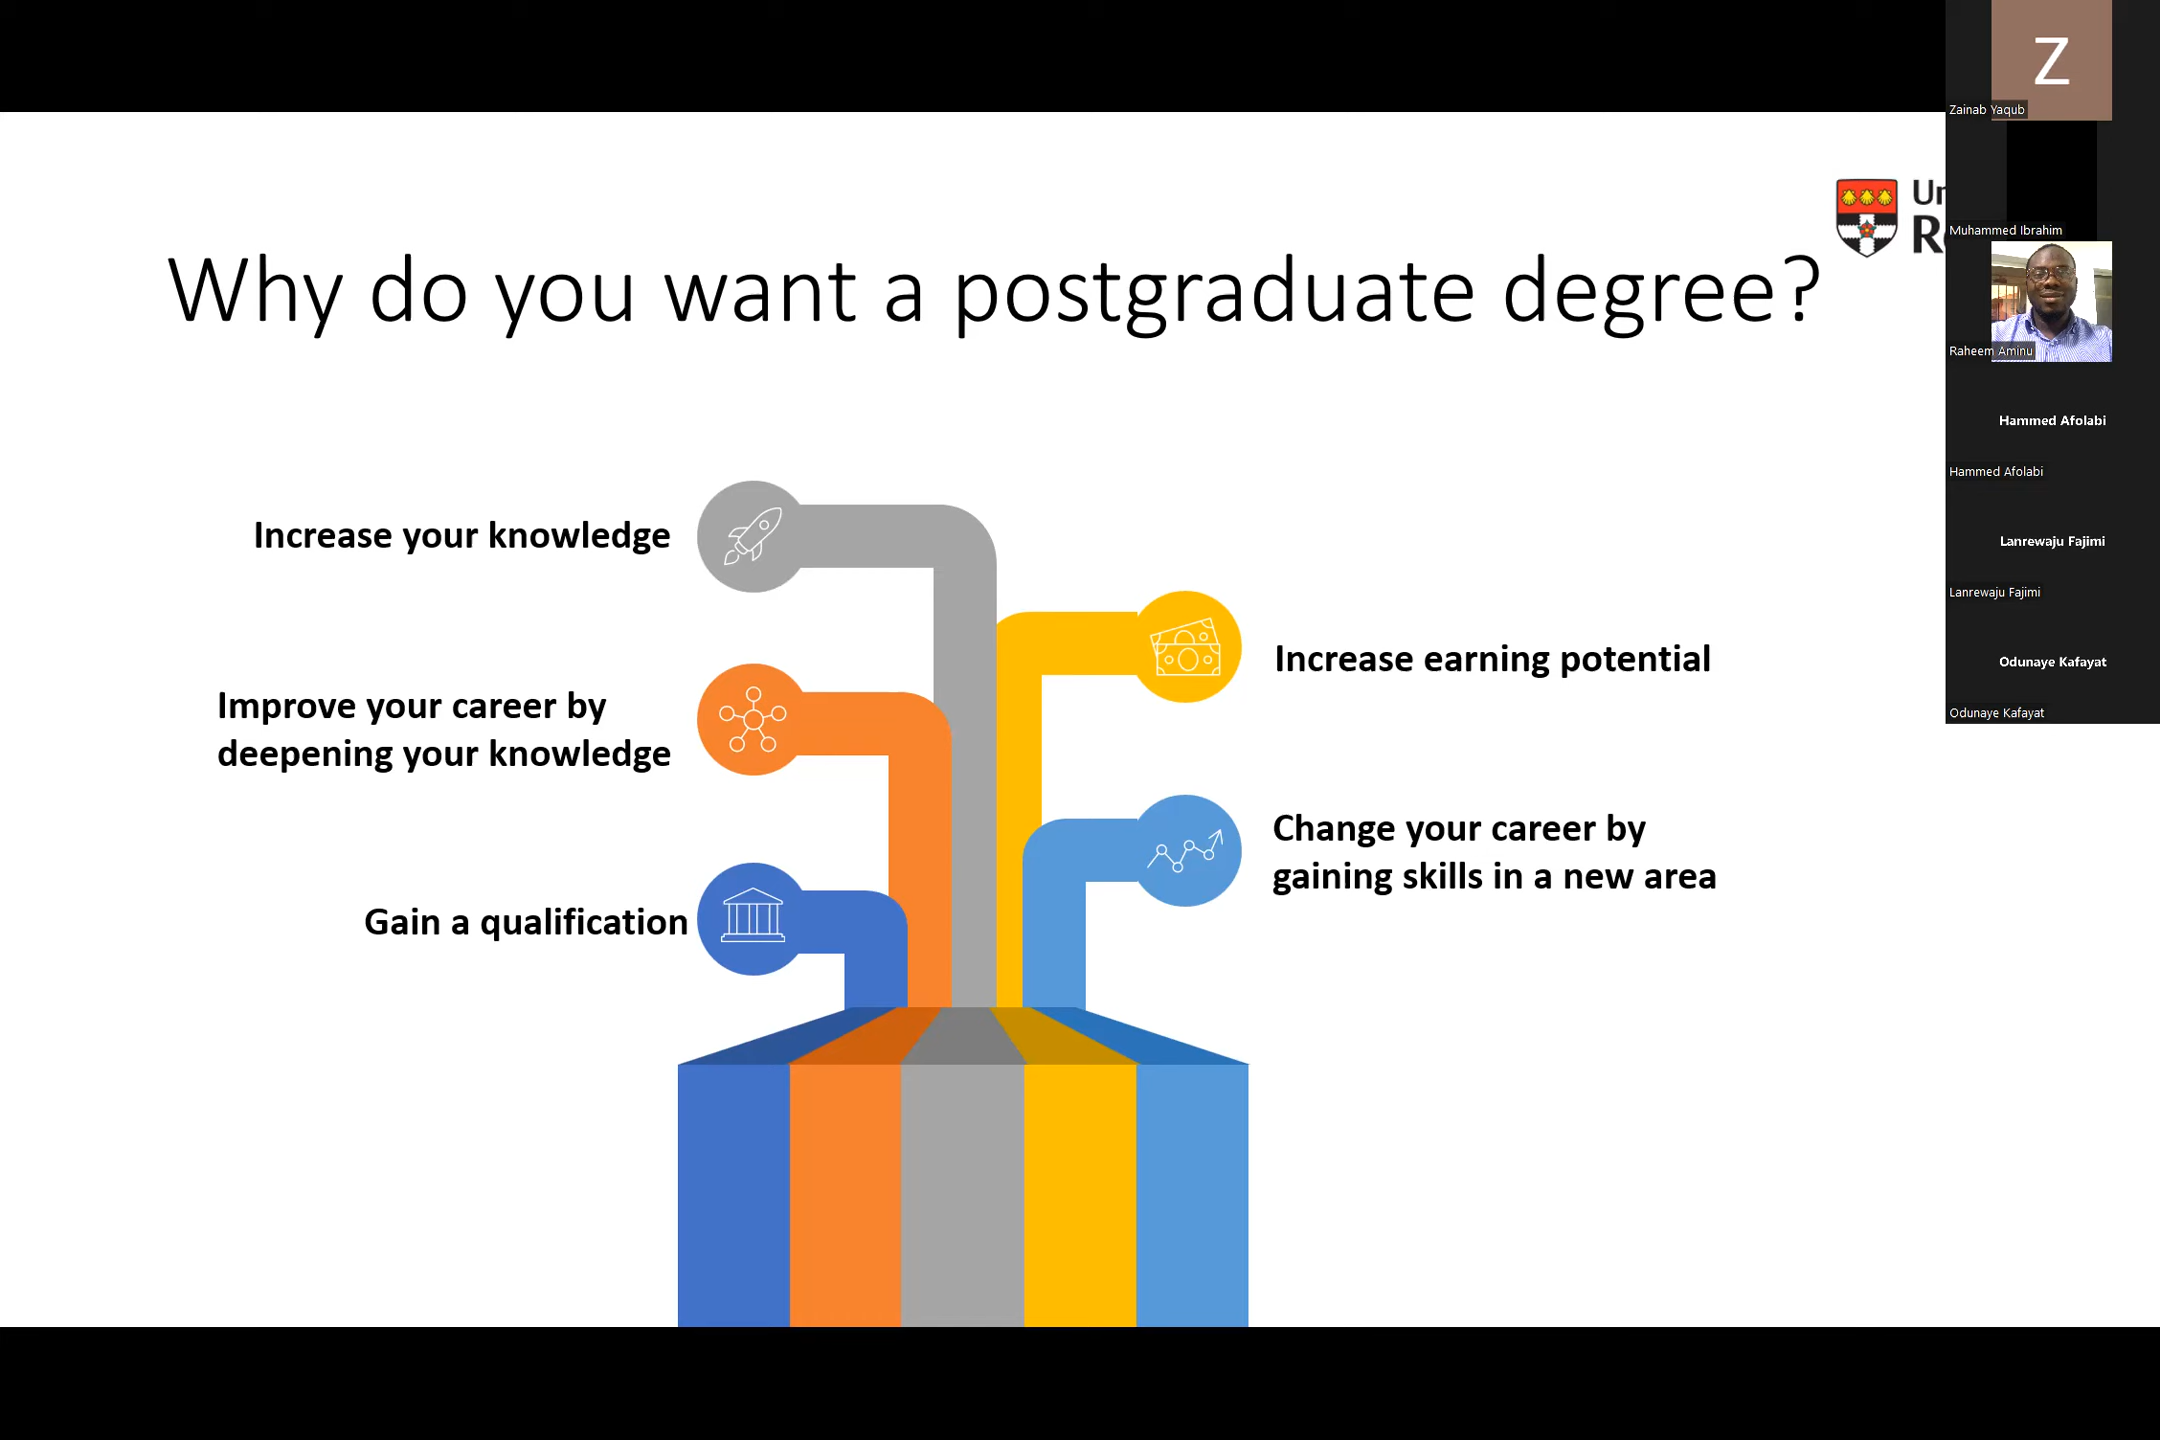 Why do you want a postgraduate degree?
Increase your knowledge
Increase earning potential
Improve your career by
deepening your knowledge
Change your career by
gaining skills in a new area
Gain a qualification
Z
Zainab Yaqub
Muhammed Ibrahim
Raheem Aminu
Hammed Afolabi
Hammed Afolabi
Lanrewaju Fajimi
Lanrewaju Fajimi
Odunaye Kafayat
Odunaye Kafayat